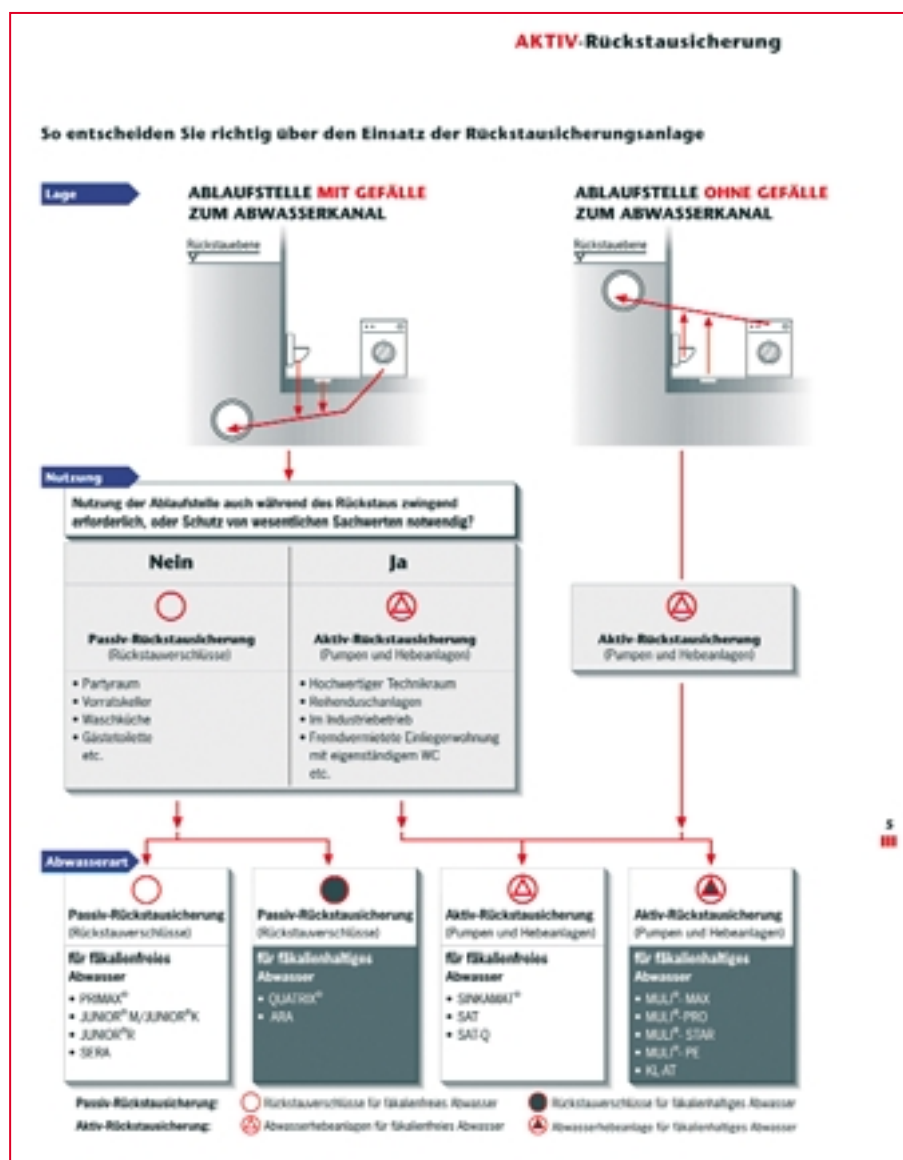 AKTIV-Rückstausicherung
So entscheiden Sie richtig über den Einsatz der Rückstausicherungsanlage
Lage
ABLAUFSTELLE MIT GEFÄLLE
ZUM ABWASSERKANAL
Rückstauebene
ABLAUFSTELLE OHNE GEFÄLLE
ZUM ABWASSERKANAL
Rückstauebene
Nutzung
Nutzung der Ablaufstelle auch während des Rückstaus zwingend
erforderlich, oder Schutz von wesentlichen Sachwerten notwendig?
Nein
Passiv-Rückstausicherung
(Rückstauverschlüsse)
• Partyraum
• Vorratskeller
• Waschküche
• Gästetoilette
etc.
Ja
Aktiv-Rückstausicherung
(Pumpen und Hebeanlagen)
• Hochwertiger Technikraum
• Reihenduschanlagen
• Im Industriebetrieb
• Fremdvermietete Einliegerwohnung
mit eigenständigem WC
etc.
Aktiv-Rückstausicherung
(Pumpen und Hebeanlagen)
5
Abwasserart
Passiv-Rückstausicherung
(Rückstauverschlüsse)
für fäkalienfreies
Abwasser
• PRIMAX®
• JUNIOR®M/JUNIOR®K
• JUNIOR®R
• SERA
Passiv-Rückstausicherung
(Rückstauverschlüsse)
für fäkalienhaltiges
Abwasser
• QUATRIX®
• ARA
Aktiv-Rückstausicherung
(Pumpen und Hebeanlagen)
für fäkalienfreies
Abwasser
• SINKAMAT®
• SAT
• SAT-Q
Aktiv-Rückstausicherung
(Pumpen und Hebeanlagen)
für fäkalienhaltiges
Abwasser
• MULI®-MAX
• MULI®-PRO
• MULI®-STAR
• MULI®-PE
• KL-AT
Passiv-Rückstausicherung: Rückstauverschlüsse für fäkalienfreies Abwasser Rückstauverschlüsse für fäkalienhaltiges Abwasser
Aktiv-Rückstausicherung: Abwasserhebeanlagen für fäkalienfreies Abwasser Abwasserhebeanlage für fäkalienhaltiges Abwasser